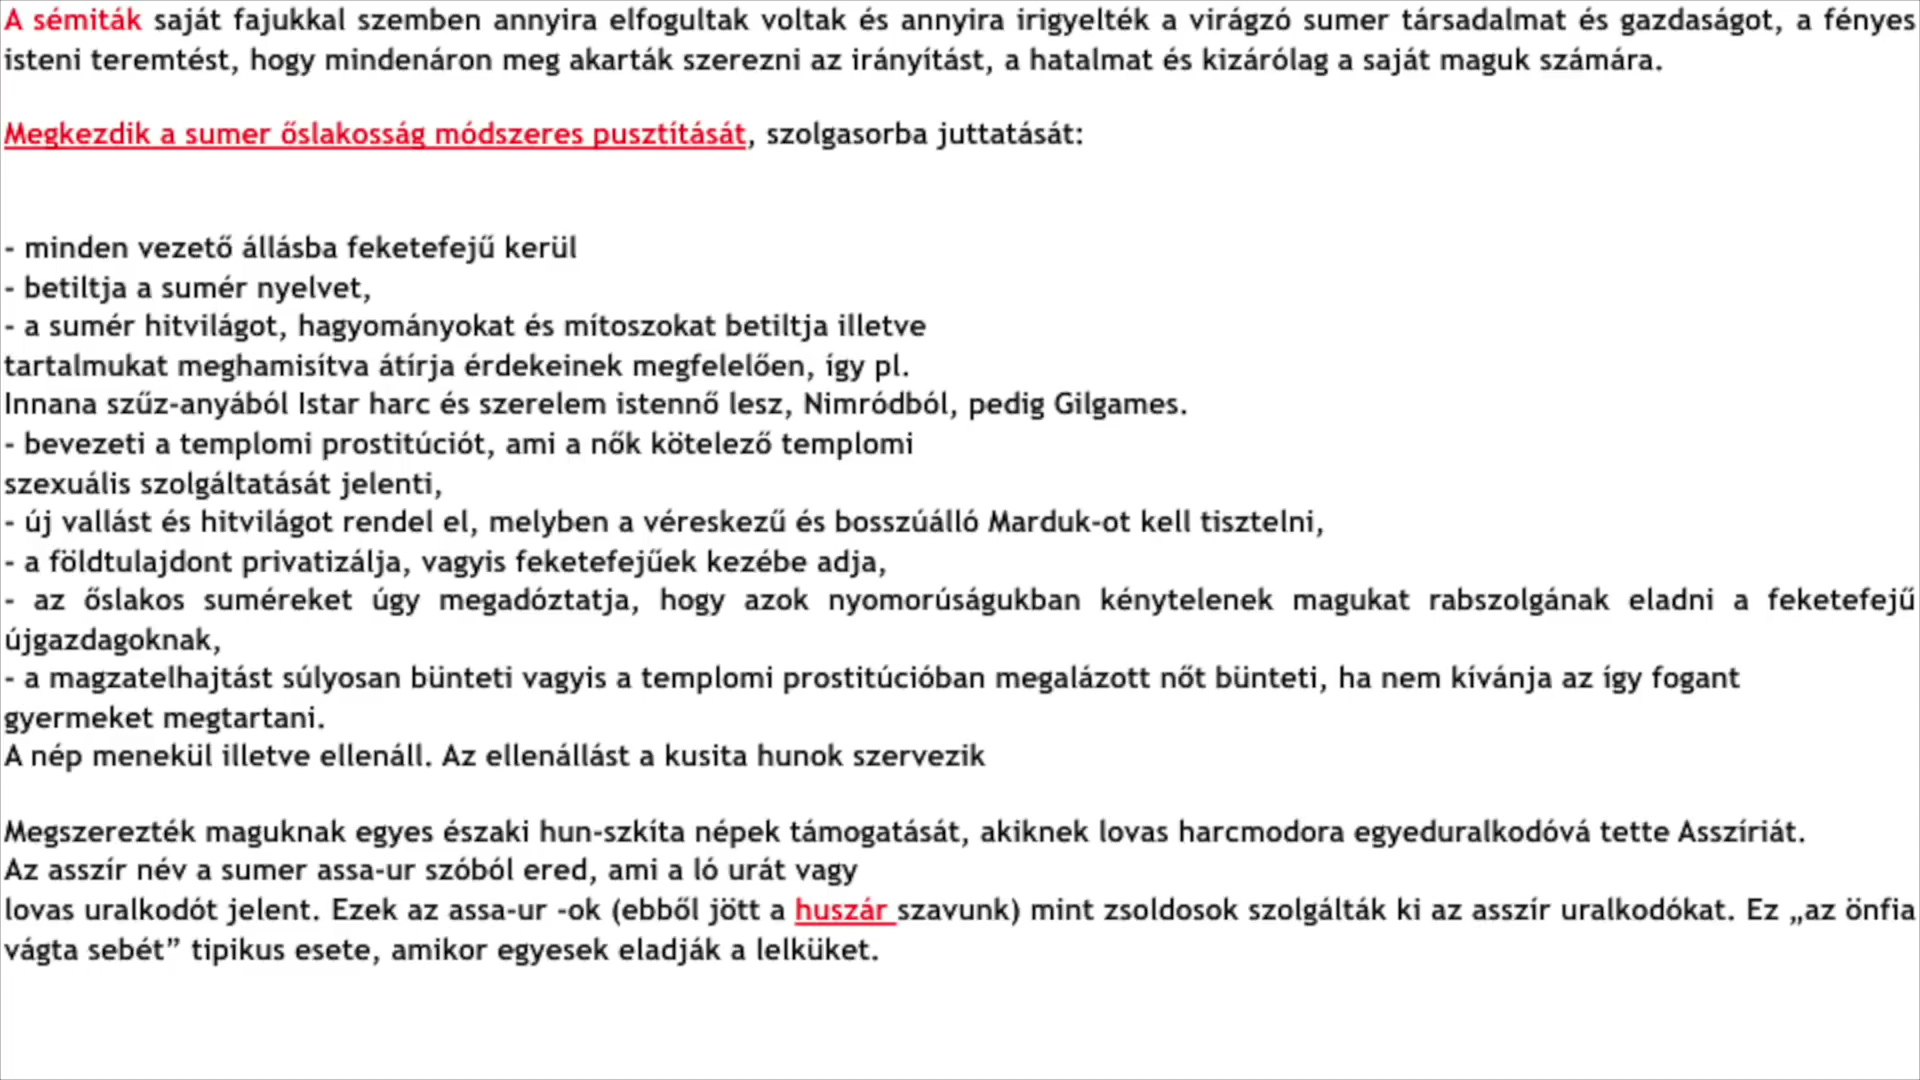 A sémiták saját fajukkal szemben annyira elfogultak voltak és annyira irigyelték a virágzó sumer társadalmat és gazdaságot, a fényes
isteni teremtést, hogy mindenáron meg akarták szerezni az irányítást, a hatalmat és kizárólag a saját maguk számára.
Megkezdik a sumer őslakosság módszeres pusztítását, szolgasorba juttatását:
- minden vezető állásba feketefejű kerül
- betiltja a sumér nyelvet,
- a sumér hitvilágot, hagyományokat és mítoszokat betiltja illetve
tartalmukat meghamisítva átírja érdekeinek megfelelően, így pl.
Innana szűz-anyából Istar harc és szerelem istennő lesz, Nimródból, pedig Gilgames.
- bevezeti a templomi prostitúciót, ami a nők kötelező templomi
szexuális szolgáltatását jelenti,
- új vallást és hitvilágot rendel el, melyben a véreskezű és bosszúálló Marduk-ot kell tisztelni,
- a földtulajdont privatizálja, vagyis feketefejűek kezébe adja,
- az őslakos suméreket úgy megadóztatja, hogy azok nyomorúságukban kénytelenek magukat rabszolgának eladni a feketefejű
újgazdagoknak,
- a magzatelhajtást súlyosan bünteti vagyis a templomi prostitúcióban megalázott nőt bünteti, ha nem kívánja az így fogant
gyermeket megtartani.
A nép menekül illetve ellenáll. Az ellenállást a kusita hunok szervezik
Megszerezték maguknak egyes északi hun-szkíta népek támogatását, akiknek lovas harcmodora egyeduralkodóvá tette Asszíriát.
Az asszír név a sumer assa-ur szóból ered, ami a ló urát vagy
lovas uralkodót jelent. Ezek az assa-ur -ok (ebből jött a huszár szavunk) mint zsoldosok szolgálták ki az asszír uralkodókat. Ez „az önfia
vágta sebét” tipikus esete, amikor egyesek eladják a lelküket.